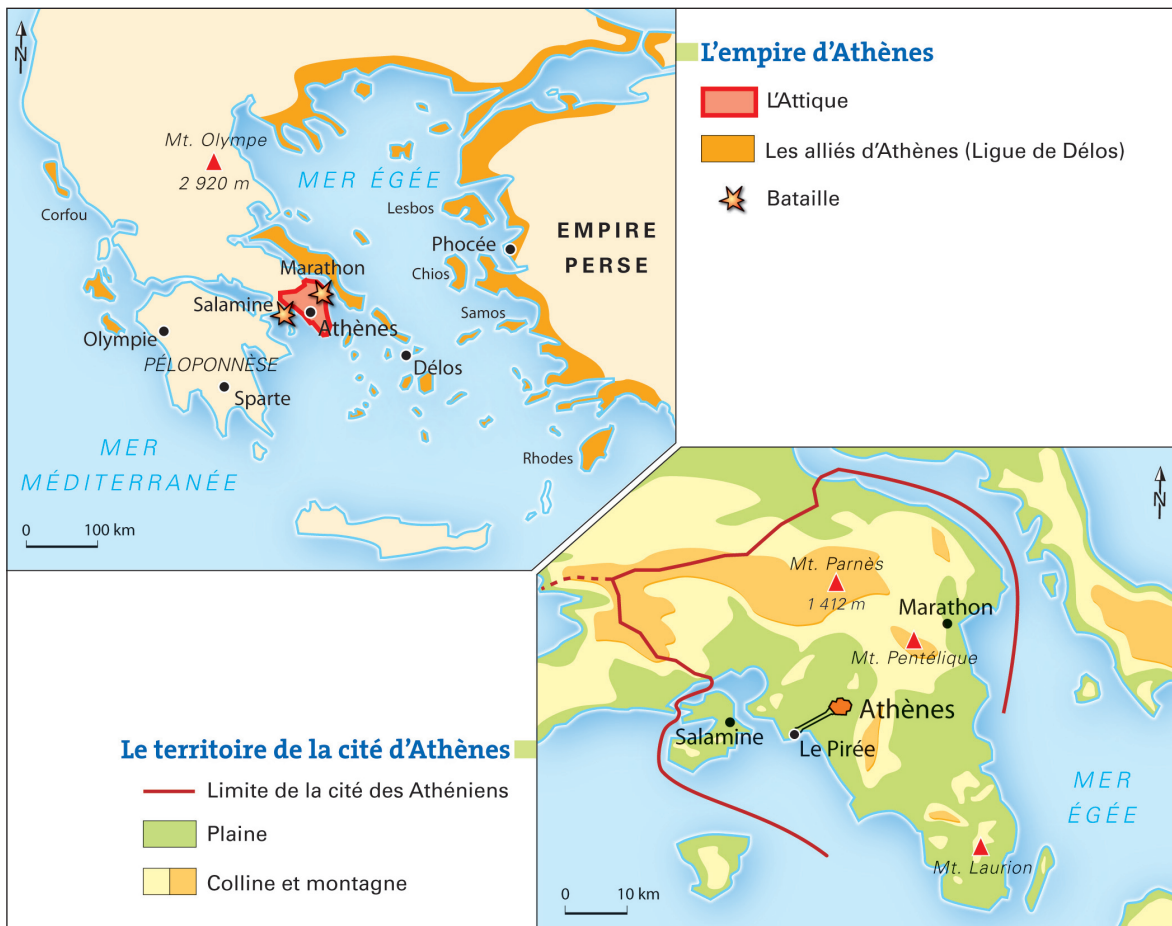 N
Mt. Olympe
2 920 m
MER ÉGÉE
Corfou
Lesbos
Phocée
EMPIRE
PERSE
Marathon
Chios
Salamine
Athènes
Samos
Olympie
PÉLOPONNÈSE
Délos
Sparte
MER
MÉDITERRANÉE
Rhodes
0 100 km
L'empire d'Athènes
L'Attique
Les alliés d'Athènes (Ligue de Délos)
Bataille
N
Mt. Parnès
1 412 m
Marathon
Mt. Pentélique
Athènes
Salamine
Le Pirée
MER
ÉGÉE
Mt. Laurion
0 10 km
Le territoire de la cité d'Athènes
Limite de la cité des Athéniens
Plaine
Colline et montagne